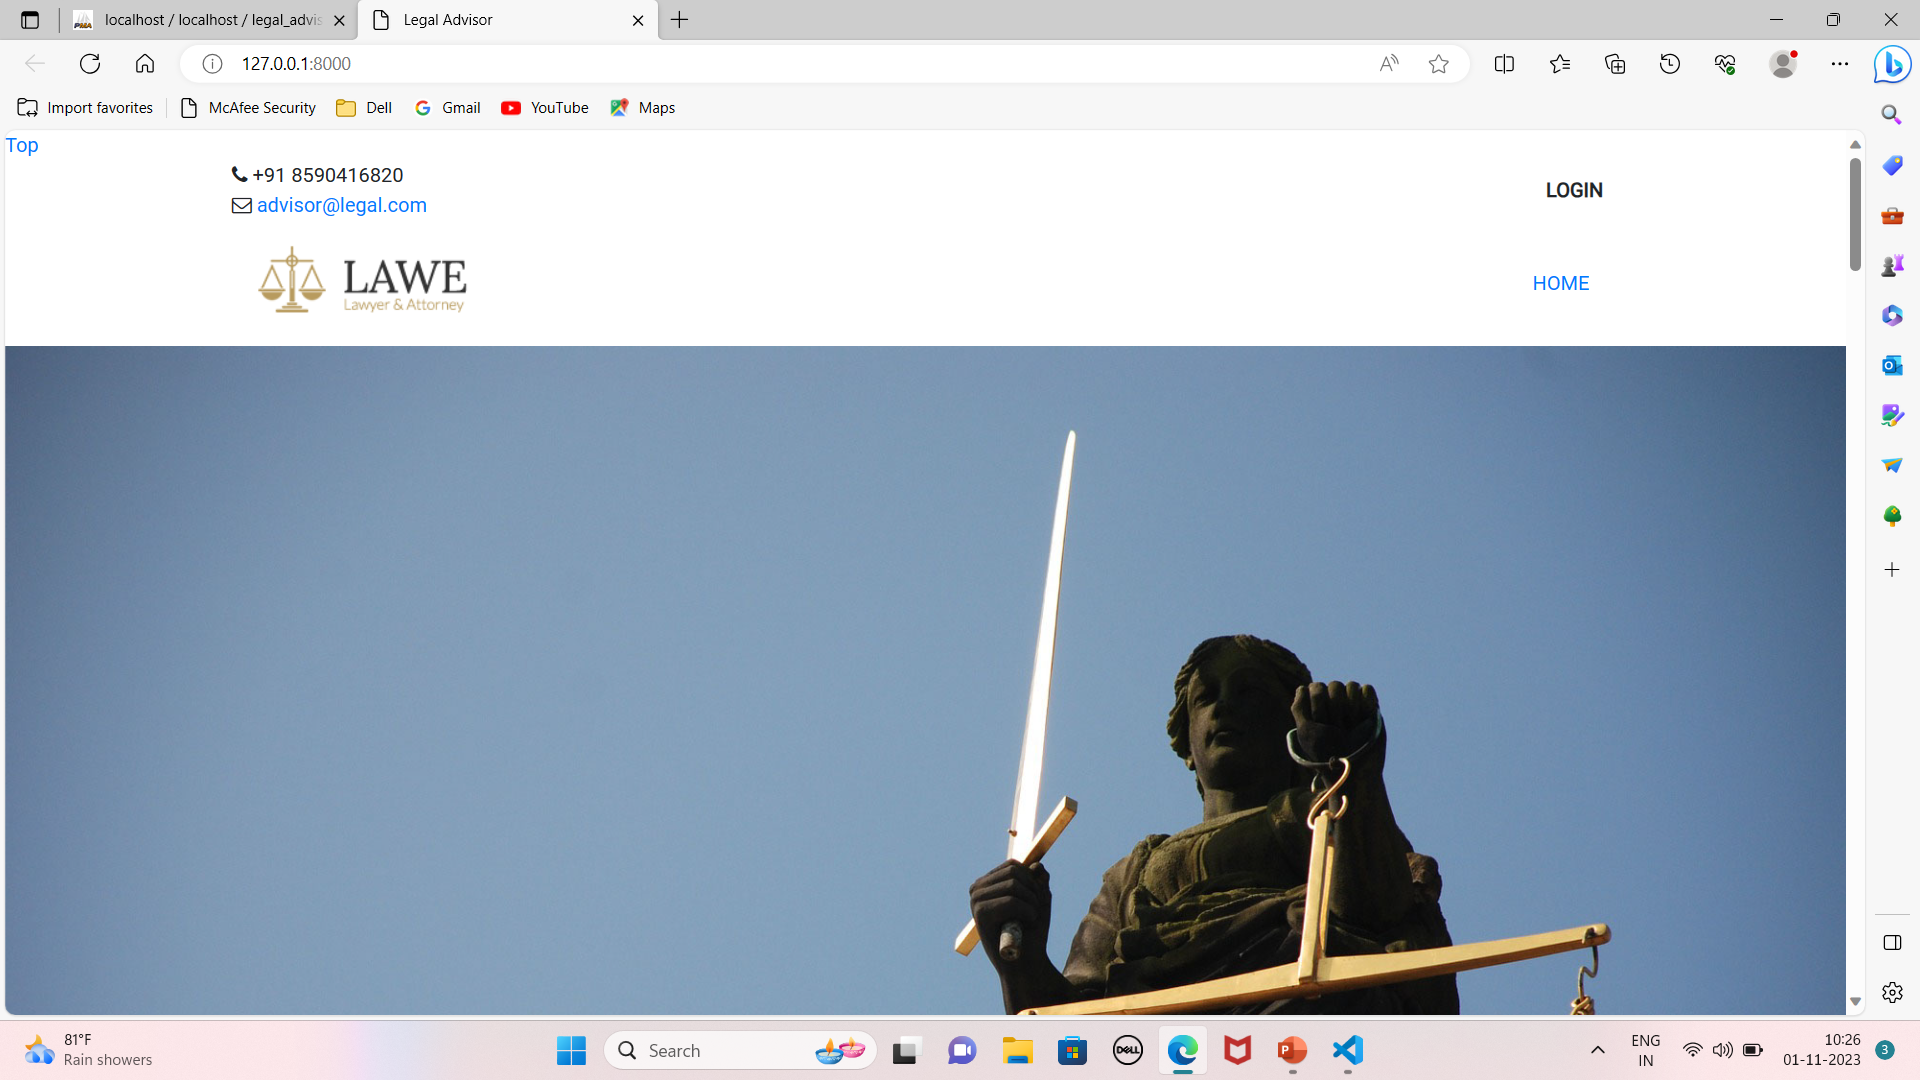 localhost / localhost / legal_advis
Legal Advisor
127.0.0.1:8000
Import favorites
McAfee Security
Dell
Gmail
YouTube
Maps
Top
+91 8590416820
advisor@legal.com
LOGIN
LAWE
Lawyer & Attorney
HOME
81°F
Rain showers
Search
DELL
ENG
IN
10:26
01-11-2023
3